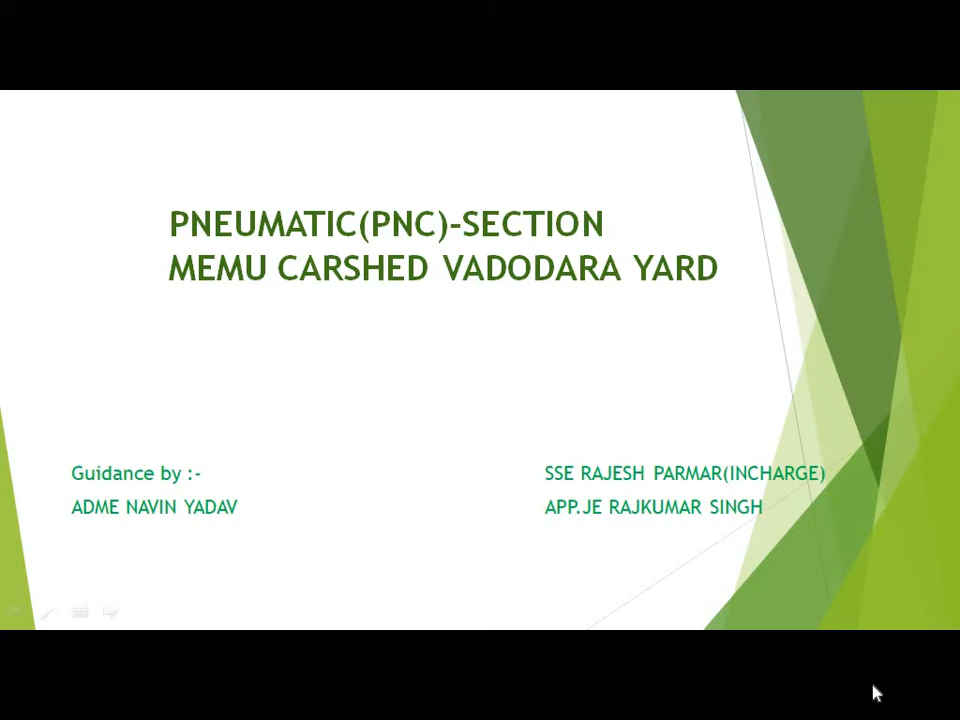 PNEUMATIC(PNC)-SECTION
MEMU CARSHED VADODARA YARD
Guidance by :-
ADME NAVIN YADAV
SSE RAJESH PARMAR(INCHARGE)
APP.JE RAJKUMAR SINGH